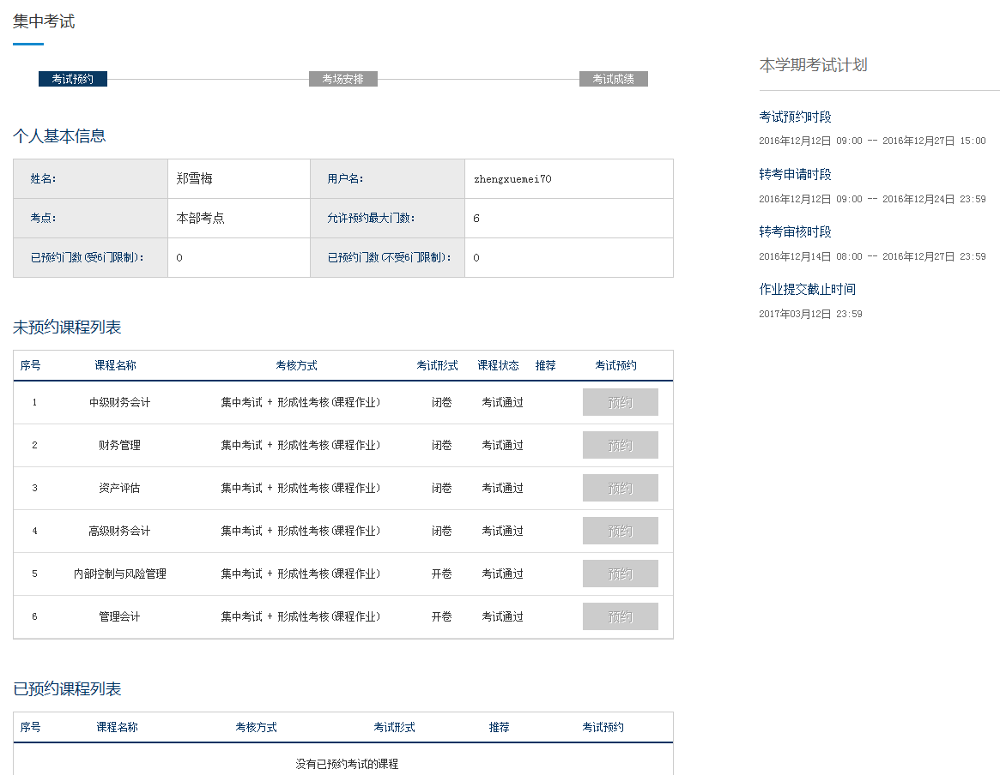 集中考试
考试预约 考场安排 考试成绩
个人基本信息
姓名: 郑雪梅 用户名: zhengxuemei70
考点: 本部考点 允许预约最大门数: 6
已预约门数(受6门限制): 0 已预约门数(不受6门限制): 0
未预约课程列表
序号 课程名称 考核方式 考试形式 课程状态 推荐 考试预约
1 中级财务会计 集中考试 + 形成性考核(课程作业) 闭卷 考试通过 预约
2 财务管理 集中考试 + 形成性考核(课程作业) 闭卷 考试通过 预约
3 资产评估 集中考试 + 形成性考核(课程作业) 闭卷 考试通过 预约
4 高级财务会计 集中考试 + 形成性考核(课程作业) 闭卷 考试通过 预约
5 内部控制与风险管理 集中考试 + 形成性考核(课程作业) 开卷 考试通过 预约
6 管理会计 集中考试 + 形成性考核(课程作业) 开卷 考试通过 预约
已预约课程列表
序号 课程名称 考核方式 考试形式 推荐 考试预约
没有已预约考试的课程
本学期考试计划
考试预约时段
2016年12月12日 09:00 -- 2016年12月27日 15:00
转考申请时段
2016年12月12日 09:00 -- 2016年12月24日 23:59
转考审核时段
2016年12月14日 08:00 -- 2016年12月27日 23:59
作业提交截止时间
2017年03月12日 23:59